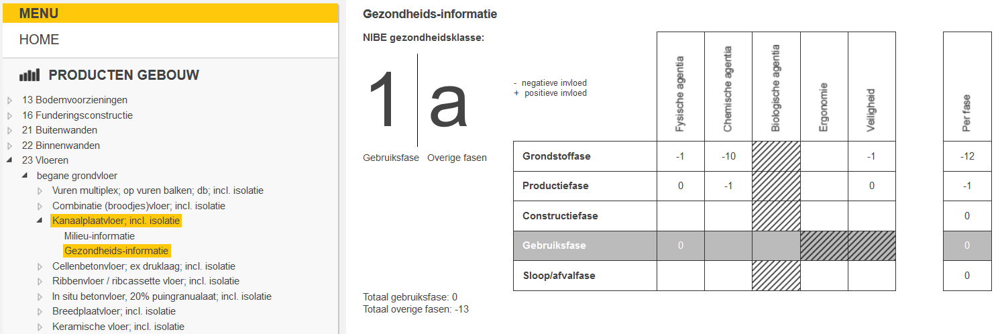 MENU
HOME
PRODUCTEN GEBOUW
13 Bodemvoorzieningen
16 Funderingsconstructie
21 Buitenwanden
22 Binnenwanden
23 Vloeren
begane grondvloer
Vuren multiplex; op vuren balken; db; incl. isolatie
Combinatie (broodjes)vloer; incl. isolatie
Kanaalplaatvloer; incl. isolatie
Milieu-informatie
Gezondheids-informatie
Cellenbetonvloer; ex druklaag; incl. isolatie
Ribbenvloer / ribcassette vloer; incl. isolatie
In situ betonvloer, 20% puingranualaat; incl. isolatie
Breedplaatvloer; incl. isolatie
Keramische vloer; incl. isolatie
Gezondheids-informatie
NIBE gezondheidsklasse:
1 a
Gebruiksfase Overige fasen
- negatieve invloed
+ positieve invloed
Fysische agentia
Chemische agentia
Biologische agentia
Ergonomie
Veiligheid
Per fase
Grondstoffase -1 -10 -1 -12
Productiefase 0 -1 0 -1
Constructiefase 0
Gebruiksfase 0 0
Sloop/afvalfase 0
Totaal gebruiksfase: 0
Totaal overige fasen: -13